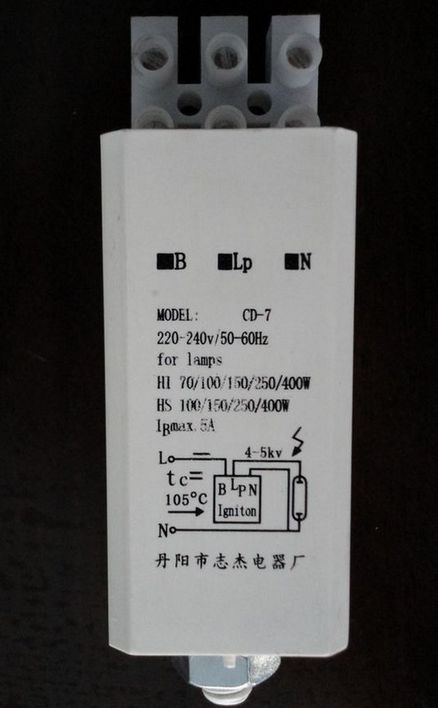 ■B ■Lp ■N
MODEL: CD-7
220-240v/50-60Hz
for lamps
HI 70/100/150/250/400W
HS 100/150/250/400W
IRmax.5A
4-5kv
L
tc=
105°C
B LPN
Igniton
N
丹阳市志杰电器厂